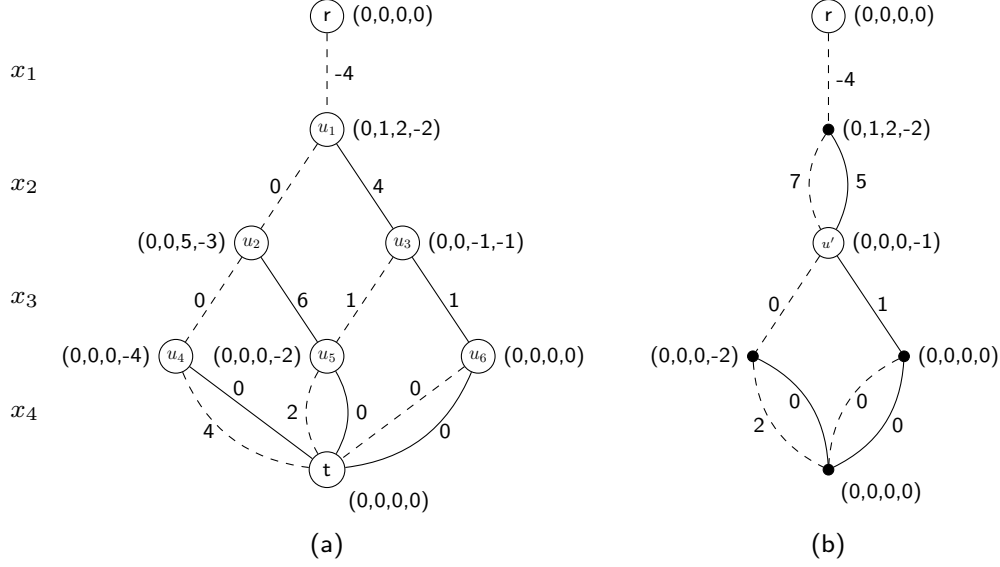 r (0,0,0,0) r (0,0,0,0)
x1 -4 -4
u1 (0,1,2,-2) (0,1,2,-2)
x2 0 4 7 5
(0,0,5,-3) u2 u3 (0,0,-1,-1) u' (0,0,0,-1)
x3 0 6 1 1 0 1
(0,0,0,-4) u4 (0,0,0,-2) u5 u6 (0,0,0,0) (0,0,0,-2) (0,0,0,0)
0 0
x4 2 0 0 0
4 0 2 0
t
(0,0,0,0) (0,0,0,0)
(a) (b)